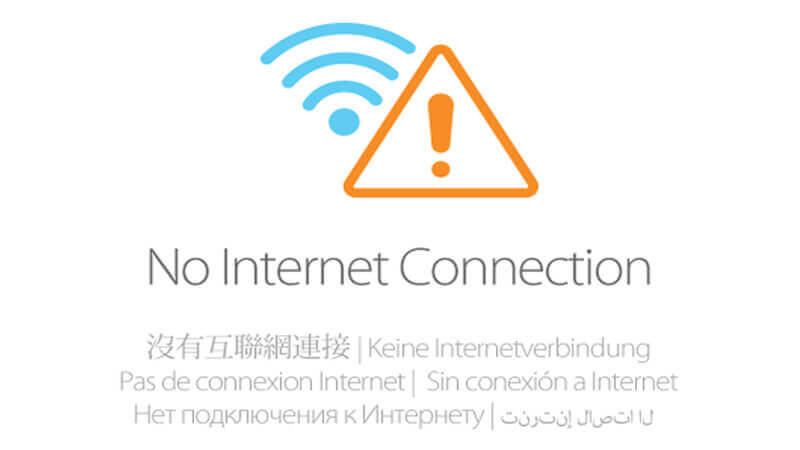 No Internet Connection
沒有互聯網連接 | Keine Internetverbindung
Pas de connexion Internet | Sin conexión a Internet
Нет подключения к Интернету | تنرتنإ لاصتا ال